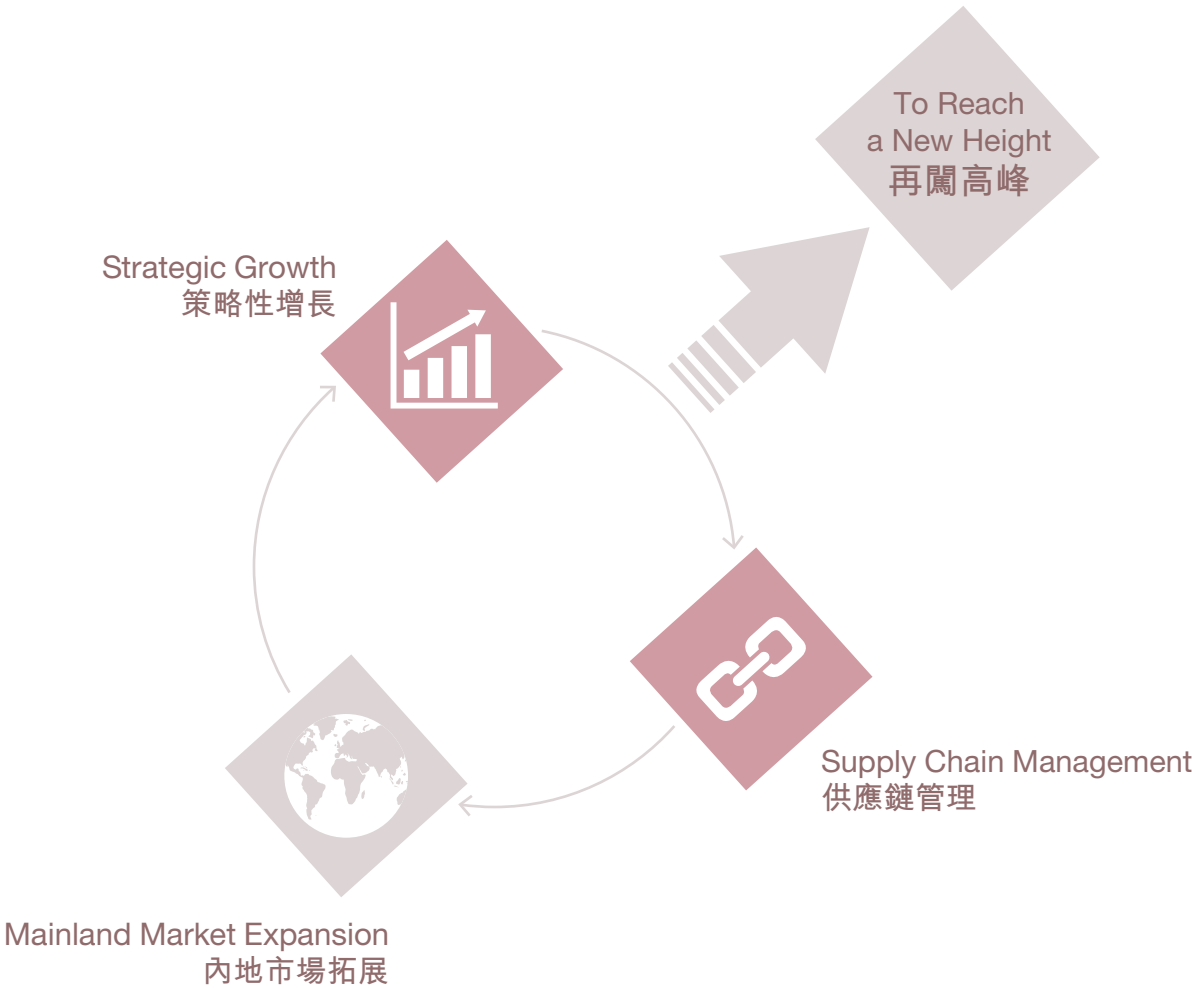 To Reach
a New Height
再闖高峰
Strategic Growth
策略性增長
Supply Chain Management
供應鏈管理
Mainland Market Expansion
內地市場拓展